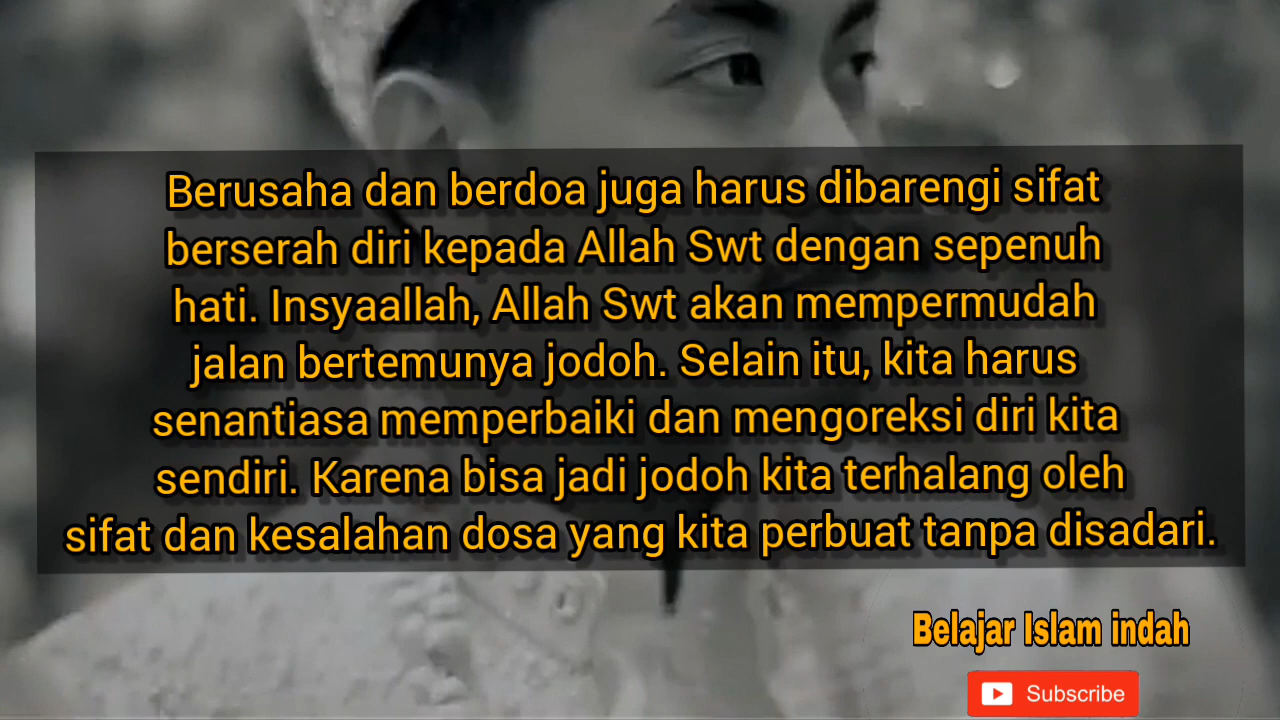 Berusaha dan berdoa juga harus dibarengi sifat
berserah diri kepada Allah Swt dengan sepenuh
hati. Insyaallah, Allah Swt akan mempermudah
jalan bertemunya jodoh. Selain itu, kita harus
senantiasa memperbaiki dan mengoreksi diri kita
sendiri. Karena bisa jadi jodoh kita terhalang oleh
sifat dan kesalahan dosa yang kita perbuat tanpa disadari.
Belajar Islam indah
Subscribe